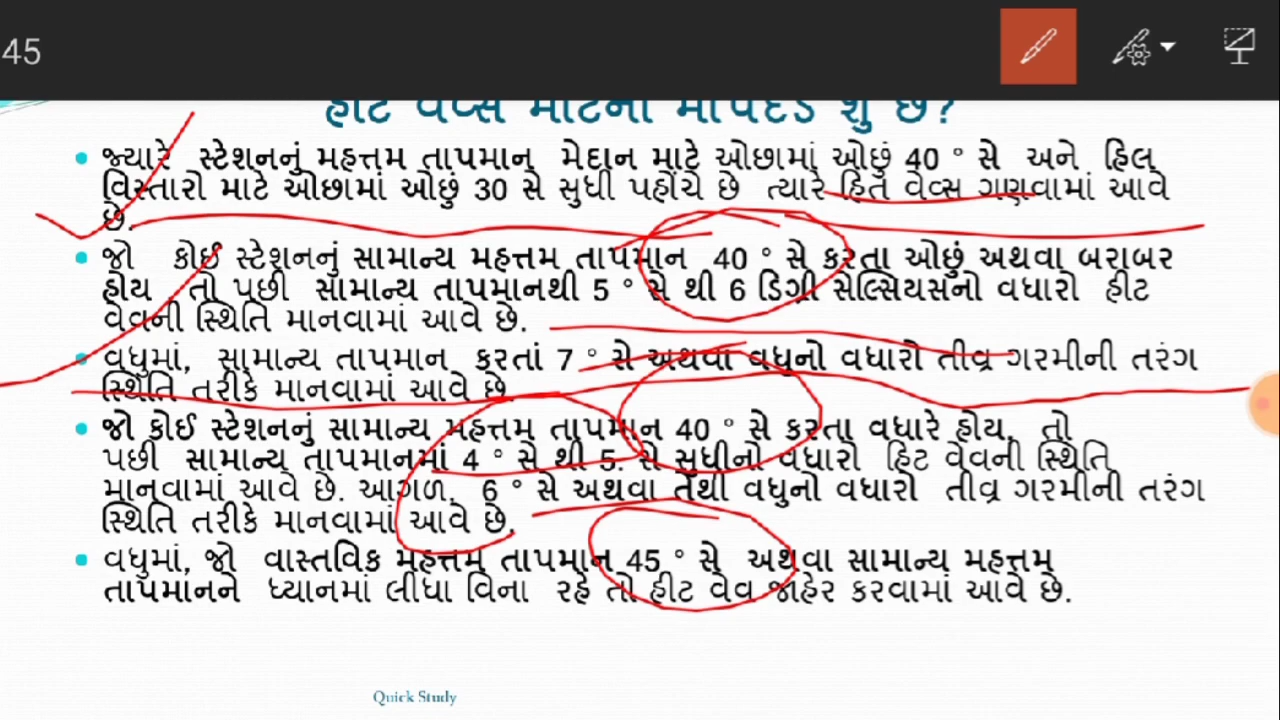 45
હીટ વેવ્સ માટેના માપદંડ શું છે?
જ્યારે સ્ટેશનનું મહત્તમ તાપમાન મેદાન માટે ઓછામાં ઓછું 40 ° સે અને હિલ
વિસ્તારો માટે ઓછામાં ઓછું 30 સે સુધી પહોંચે છે ત્યારે હિત વેવ્સ ગણવામાં આવે
છે.
જો કોઈ સ્ટેશનનું સામાન્ય મહત્તમ તાપમાન 40 ° સે કરતા ઓછું અથવા બરાબર
હોય તો પછી સામાન્ય તાપમાનથી 5 ° સે થી 6 ડિગ્રી સેલ્સિયસનો વધારો હીટ
વેવની સ્થિતિ માનવામાં આવે છે.
વધુમાં, સામાન્ય તાપમાન કરતાં 7 ° સે અથવા વધુનો વધારો તીવ્ર ગરમીની તરંગ
સ્થિતિ તરીકે માનવામાં આવે છે.
જો કોઈ સ્ટેશનનું સામાન્ય મહત્તમ તાપમાન 40 ° સે કરતા વધારે હોય, તો
પછી સામાન્ય તાપમાનમાં 4 ° સે થી 5. સે સુધીનો વધારો હિટ વેવની સ્થિતિ
માનવામાં આવે છે. આગળ, 6 ° સે અથવા તેથી વધુનો વધારો તીવ્ર ગરમીની તરંગ
સ્થિતિ તરીકે માનવામાં આવે છે.
વધુમાં, જો વાસ્તવિક મહત્તમ તાપમાન 45 ° સે અથવા સામાન્ય મહત્તમ
તાપમાનને ધ્યાનમાં લીધા વિના રહે તો હીટ વેવ જાહેર કરવામાં આવે છે.
Quick Study